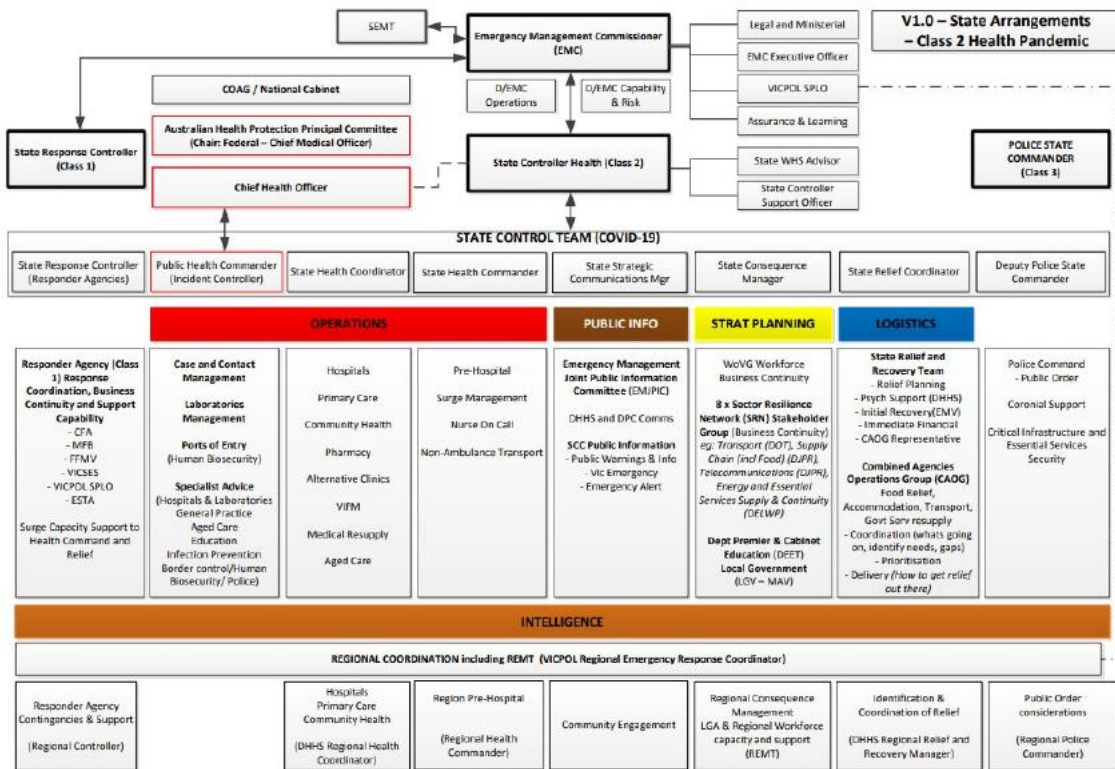 SEMT
Emergency Management Commissioner
(EMC)
Legal and Ministerial
EMC Executive Officer
VICPOL SPLO
Assurance & Learning
V1.0 – State Arrangements
– Class 2 Health Pandemic
COAG / National Cabinet
D/EMC
Operations
D/EMC Capability
& Risk
State Response Controller
(Class 1)
Australian Health Protection Principal Committee
(Chair: Federal – Chief Medical Officer)
Chief Health Officer
State Controller Health (Class 2)
State WHS Advisor
State Controller
Support Officer
POLICE STATE
COMMANDER
(Class 3)
STATE CONTROL TEAM (COVID-19)
State Response Controller
(Responder Agencies)
Public Health Commander
(Incident Controller)
State Health Coordinator
State Health Commander
State Strategic
Communications Mgr
State Consequence
Manager
State Relief Coordinator
Deputy Police State
Commander
OPERATIONS
PUBLIC INFO
STRAT PLANNING
LOGISTICS
Responder Agency (Class
1) Response
Coordination, Business
Continuity and Support
Capability
- CFA
- MFB
- FFMV
- VICSES
- VICPOL SPLO
- ESTA
Surge Capacity Support to
Health Command and
Relief
Case and Contact
Management
Laboratories
Management
Ports of Entry
(Human Biosecurity)
Specialist Advice
(Hospitals & Laboratories
General Practice
Aged Care
Education
Infection Prevention
Border control/Human
Biosecurity/ Police)
Hospitals
Primary Care
Community Health
Pharmacy
Alternative Clinics
VIFM
Medical Resupply
Aged Care
Pre-Hospital
Surge Management
Nurse On Call
Non-Ambulance Transport
Emergency Management
Joint Public Information
Committee (EMJPIC)
DHHS and DPC Comms
SCC Public Information
- Public Warnings & Info
- Vic Emergency
- Emergency Alert
WoVG Workforce
Business Continuity
8 x Sector Resilience
Network (SRN) Stakeholder
Group (Business Continuity)
eg: Transport (DOT), Supply
Chain (incl Food) (DJPR),
Telecommunications (DJPR),
Energy and Essential
Services Supply & Continuity
(DELWP)
Dept Premier & Cabinet
Education (DEET)
Local Government
(LGV – MAV)
State Relief and
Recovery Team
- Relief Planning
- Psych Support (DHHS)
- Initial Recovery(EMV)
- Immediate Financial
- CAOG Representative
Combined Agencies
Operations Group (CAOG)
Food Relief,
Accommodation, Transport,
Govt Serv resupply
- Coordination (whats going
on, identify needs, gaps)
- Prioritisation
- Delivery (How to get relief
out there)
Police Command
- Public Order
Coronial Support
Critical Infrastructure and
Essential Services
Security
INTELLIGENCE
REGIONAL COORDINATION including REMT (VICPOL Regional Emergency Response Coordinator)
Responder Agency
Contingencies & Support
(Regional Controller)
Hospitals
Primary Care
Community Health
(DHHS Regional Health
Coordinator)
Region Pre-Hospital
(Regional Health
Commander)
Community Engagement
Regional Consequence
Management
LGA & Regional Workforce
capacity and support
(REMT)
Identification &
Coordination of Relief
(DHHS Regional Relief and
Recovery Manager)
Public Order
considerations
(Regional Police
Commander)